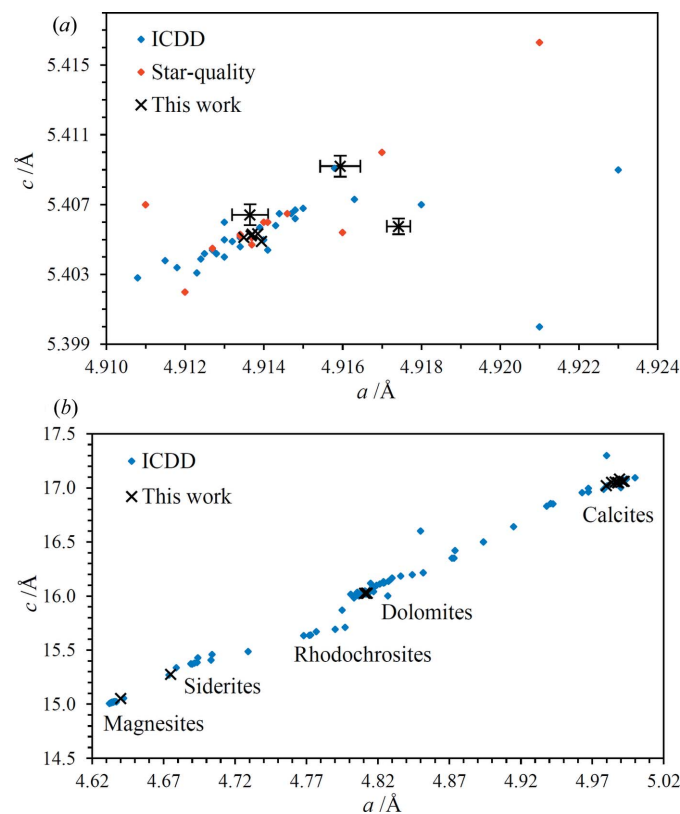 (a)
ICDD
Star-quality
This work
5.415
5.411
5.407
5.403
5.399
c /Å
4.910 4.912 4.914 4.916 4.918 4.920 4.922 4.924
a /Å
(b)
17.5
17.0
16.5
16.0
15.5
15.0
14.5
c /Å
ICDD
This work
Calcites
Dolomites
Rhodochrosites
Siderites
Magnesites
4.62 4.67 4.72 4.77 4.82 4.87 4.92 4.97 5.02
a /Å